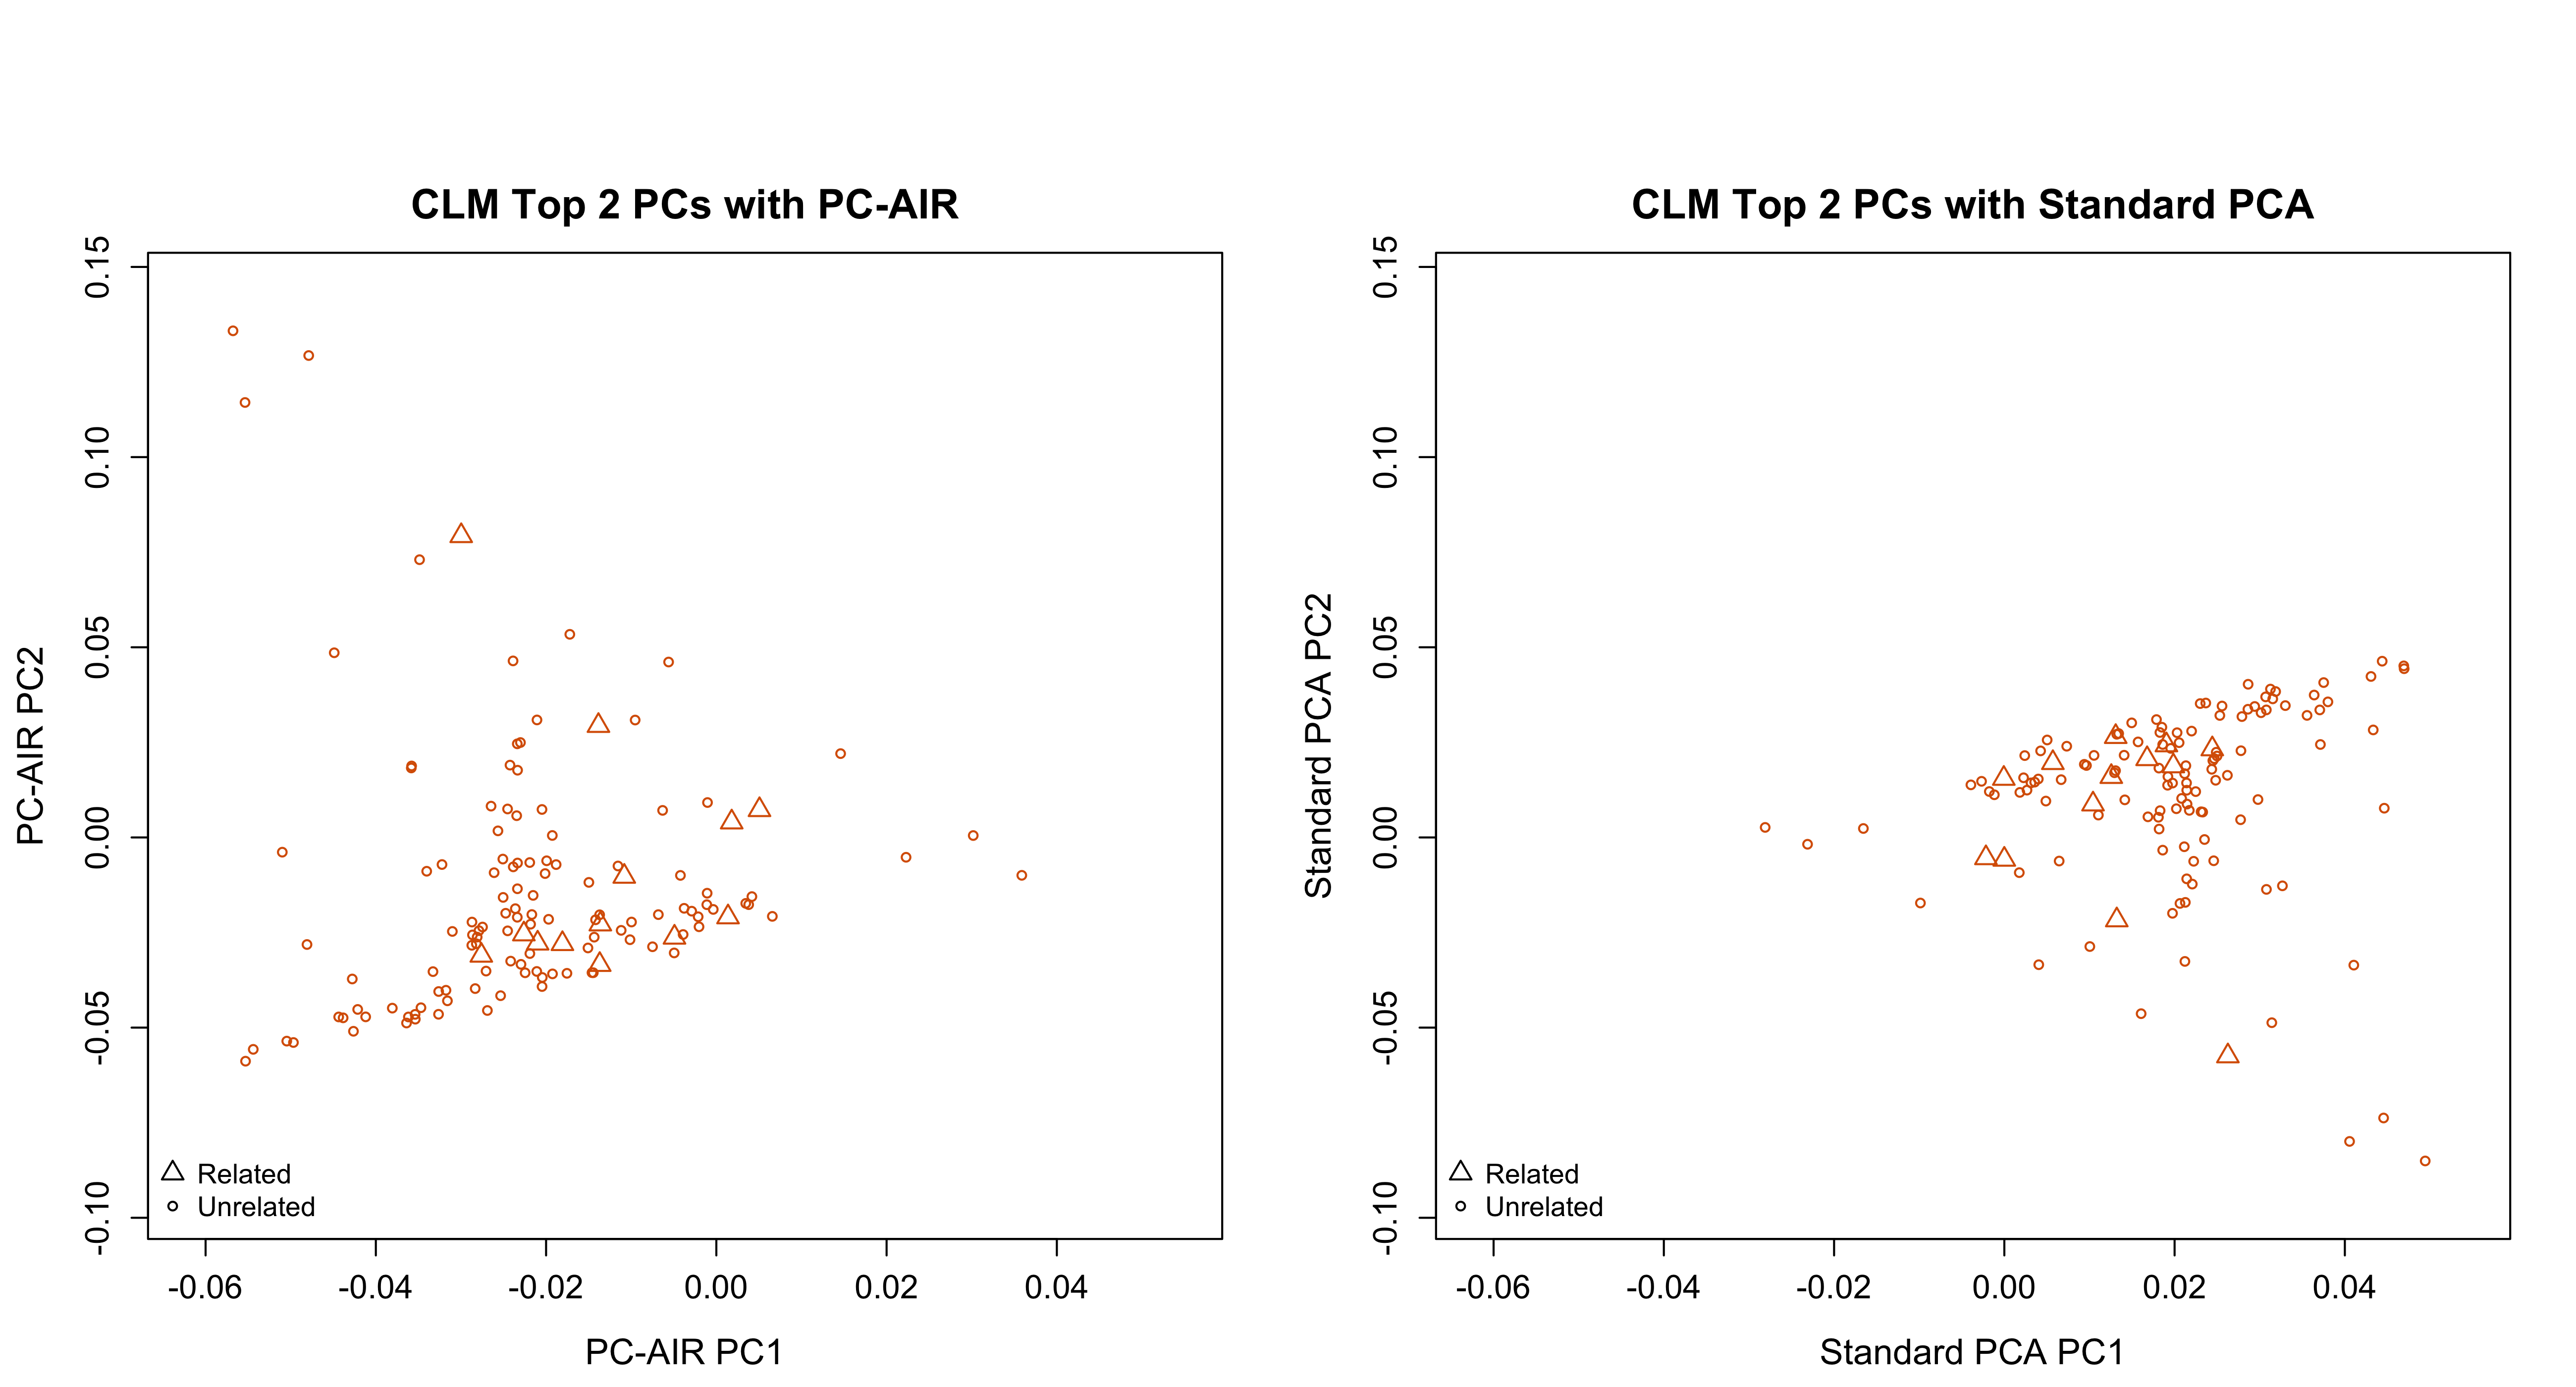 CLM Top 2 PCs with PC-AIR
0.15
0.10
0.05
0.00
-0.05
-0.10
PC-AIR PC2
Related
Unrelated
-0.06 -0.04 -0.02 0.00 0.02 0.04
PC-AIR PC1
CLM Top 2 PCs with Standard PCA
0.15
0.10
0.05
0.00
-0.05
-0.10
Standard PCA PC2
Related
Unrelated
-0.06 -0.04 -0.02 0.00 0.02 0.04
Standard PCA PC1